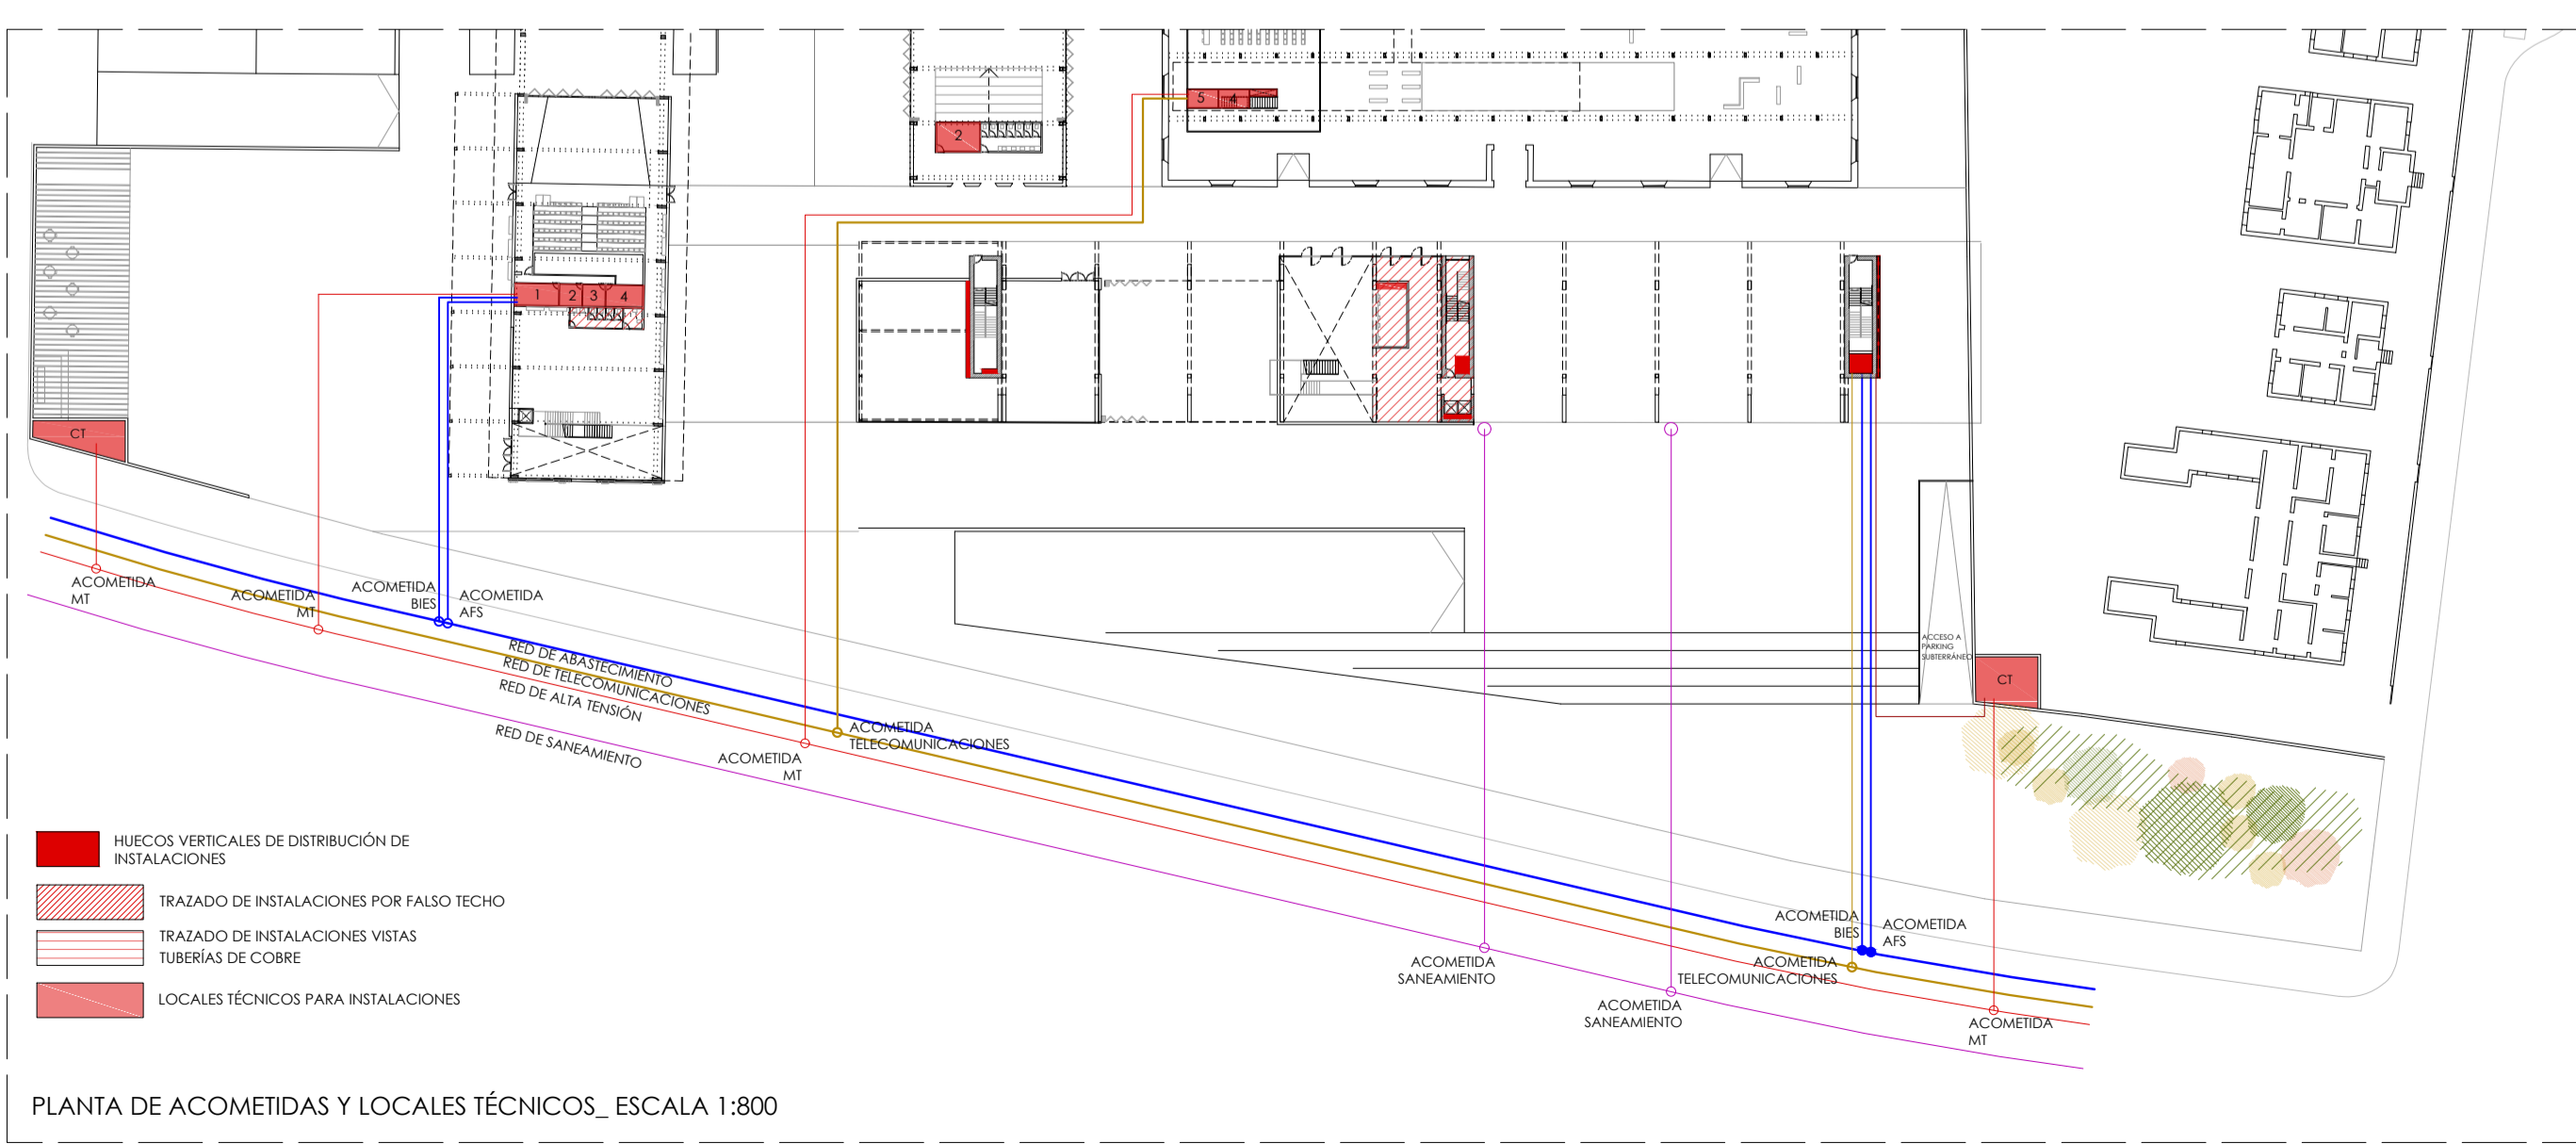 5
4
2
1
2
3
4
CT
ACOMETIDA
MT
ACOMETIDA
MT
ACOMETIDA
BIES
ACOMETIDA
AFS
RED DE ABASTECIMIENTO
RED DE TELECOMUNICACIONES
RED DE ALTA TENSIÓN
RED DE SANEAMIENTO
ACCESO A
PARKING
SUBTERRÁNEO
CT
ACOMETIDA
TELECOMUNICACIONES
ACOMETIDA
MT
HUECOS VERTICALES DE DISTRIBUCIÓN DE
INSTALACIONES
TRAZADO DE INSTALACIONES POR FALSO TECHO
TRAZADO DE INSTALACIONES VISTAS
TUBERÍAS DE COBRE
LOCALES TÉCNICOS PARA INSTALACIONES
ACOMETIDA
BIES
ACOMETIDA
AFS
ACOMETIDA
SANEAMIENTO
ACOMETIDA
TELECOMUNICACIONES
ACOMETIDA
SANEAMIENTO
ACOMETIDA
MT
PLANTA DE ACOMETIDAS Y LOCALES TÉCNICOS_ ESCALA 1:800